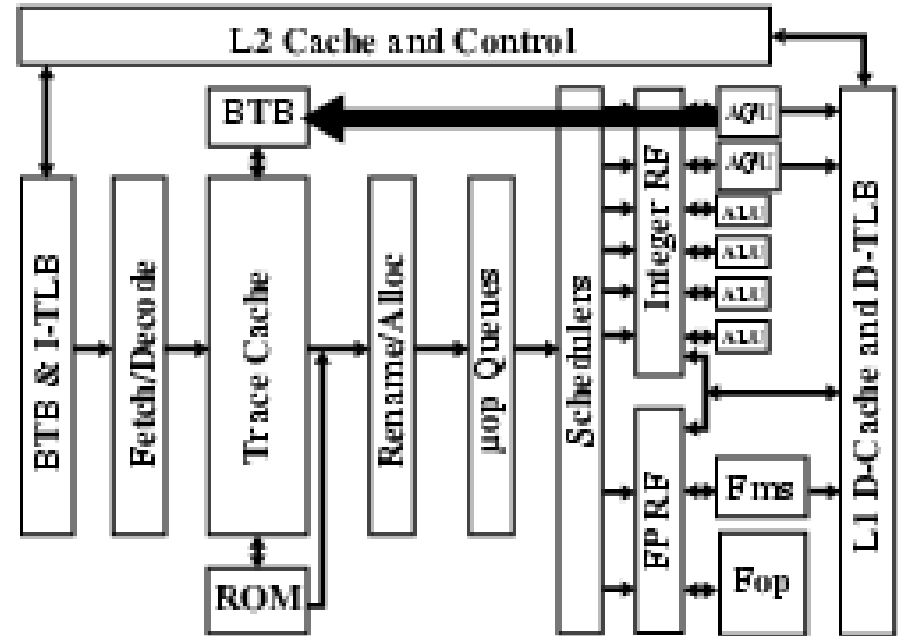 L2 Cache and Control
BTB
BTB & I-TLB
Fetch/Decode
Trace Cache
ROM
Rename/Alloc
µop Queues
Schedulers
Integer RF
FP RF
AGU
AGU
ALU
ALU
ALU
ALU
Fms
Fop
L1 D-Cache and D-TLB